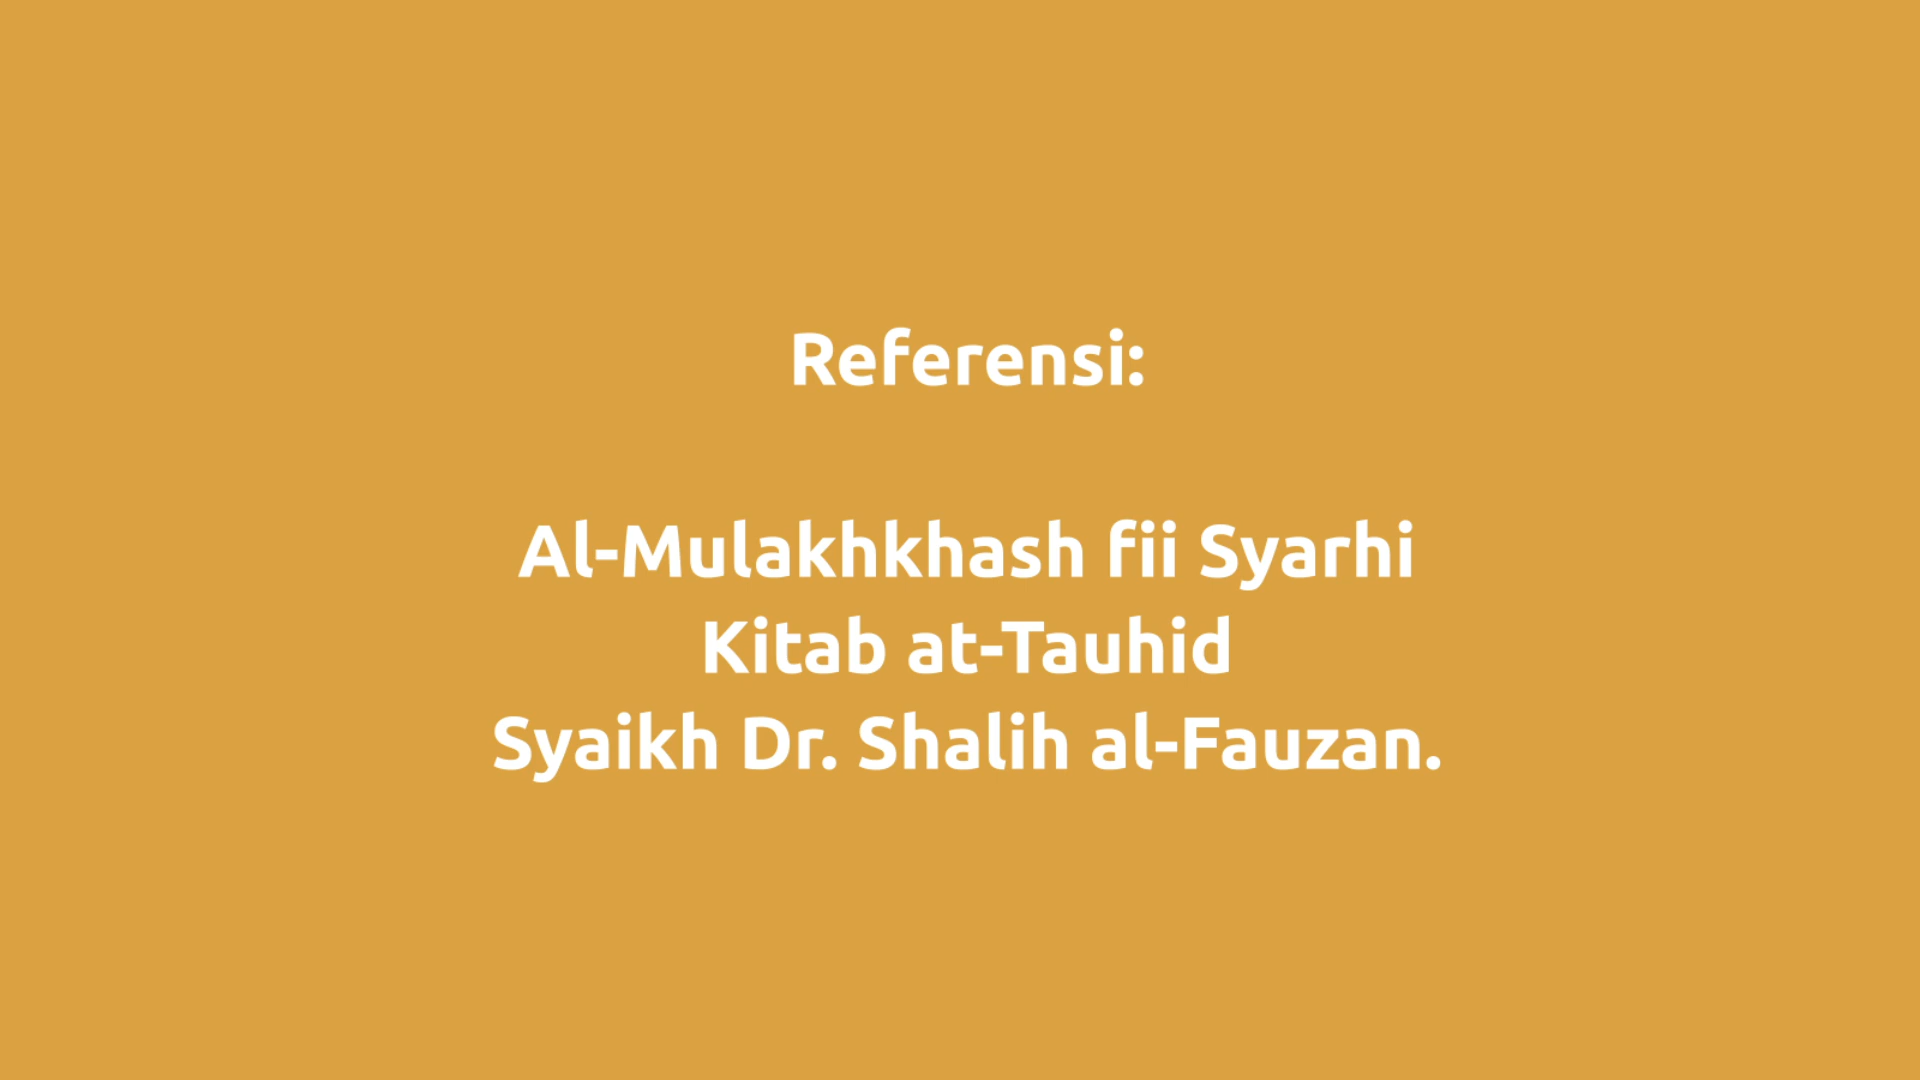 Referensi:
Al-Mulakhkhash fii Syarhi
Kitab at-Tauhid
Syaikh Dr. Shalih al-Fauzan.